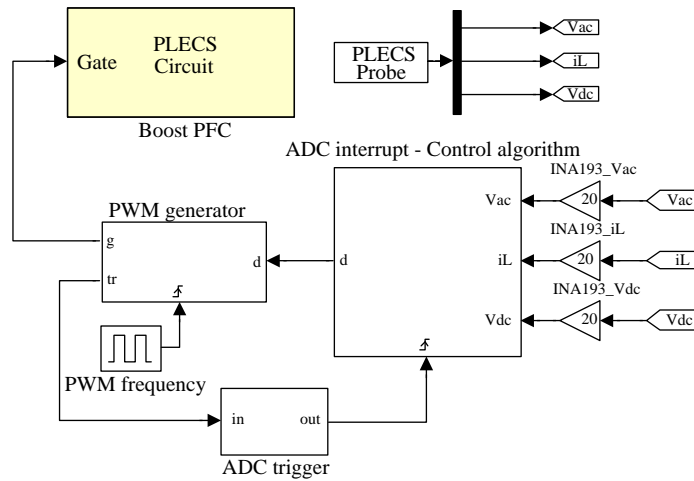 PLECS
Circuit
Gate
Boost PFC
PLECS
Probe
Vac
iL
Vdc
ADC interrupt - Control algorithm
Vac
iL
Vdc
d
INA193_Vac
20
Vac
INA193_iL
20
iL
INA193_Vdc
20
Vdc
PWM generator
g
tr
d
PWM frequency
in
out
ADC trigger